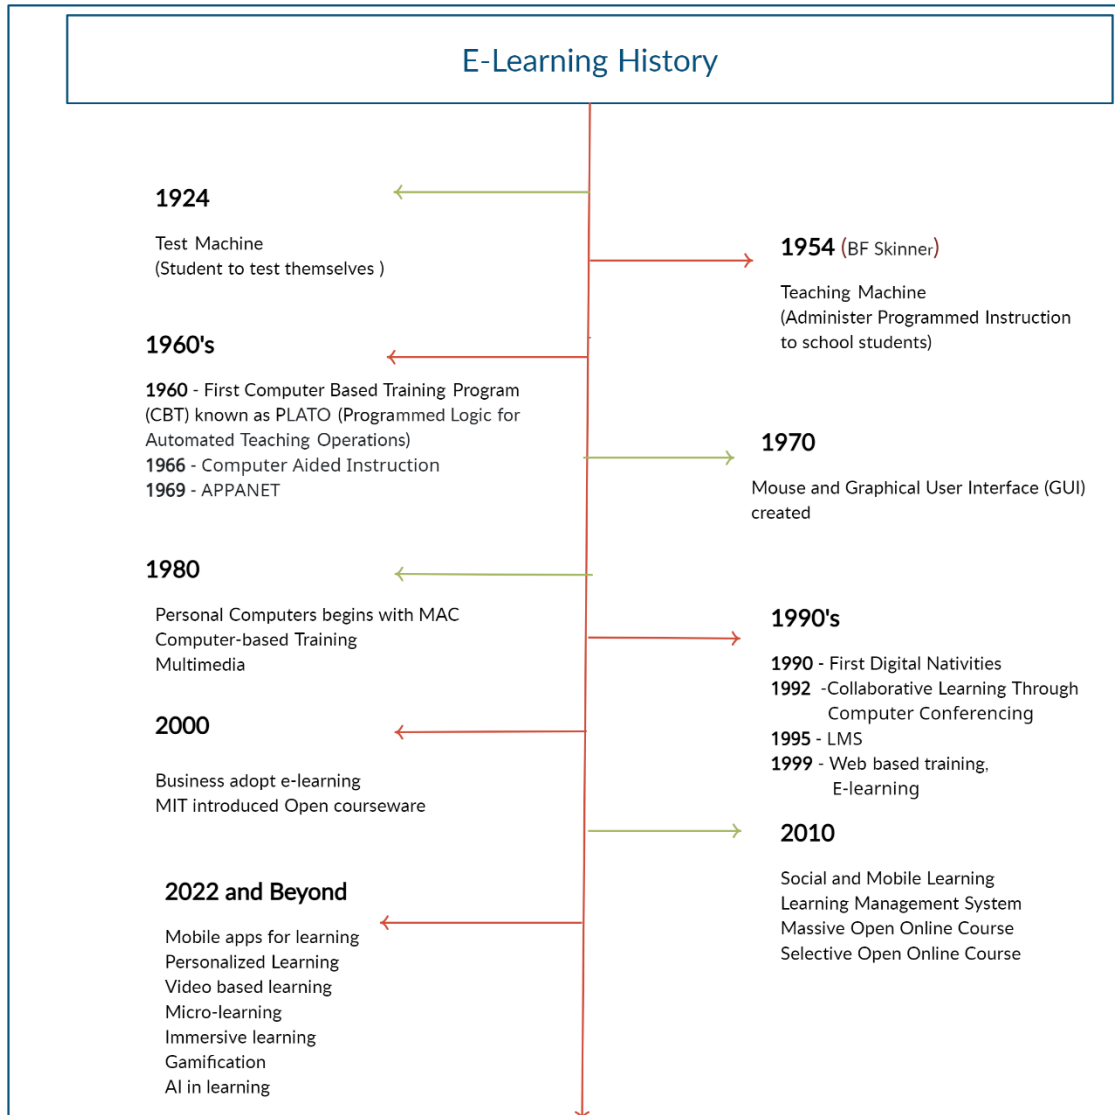 E-Learning History
1924
Test Machine
(Student to test themselves )
1954 (BF Skinner)
Teaching Machine
(Administer Programmed Instruction
to school students)
1960's
1960 - First Computer Based Training Program
(CBT) known as PLATO (Programmed Logic for
Automated Teaching Operations)
1966 - Computer Aided Instruction
1969 - APPANET
1970
Mouse and Graphical User Interface (GUI)
created
1980
Personal Computers begins with MAC
Computer-based Training
Multimedia
1990's
1990 - First Digital Nativities
1992 -Collaborative Learning Through
Computer Conferencing
1995 - LMS
1999 - Web based training,
E-learning
2000
Business adopt e-learning
MIT introduced Open courseware
2010
Social and Mobile Learning
Learning Management System
Massive Open Online Course
Selective Open Online Course
2022 and Beyond
Mobile apps for learning
Personalized Learning
Video based learning
Micro-learning
Immersive learning
Gamification
AI in learning